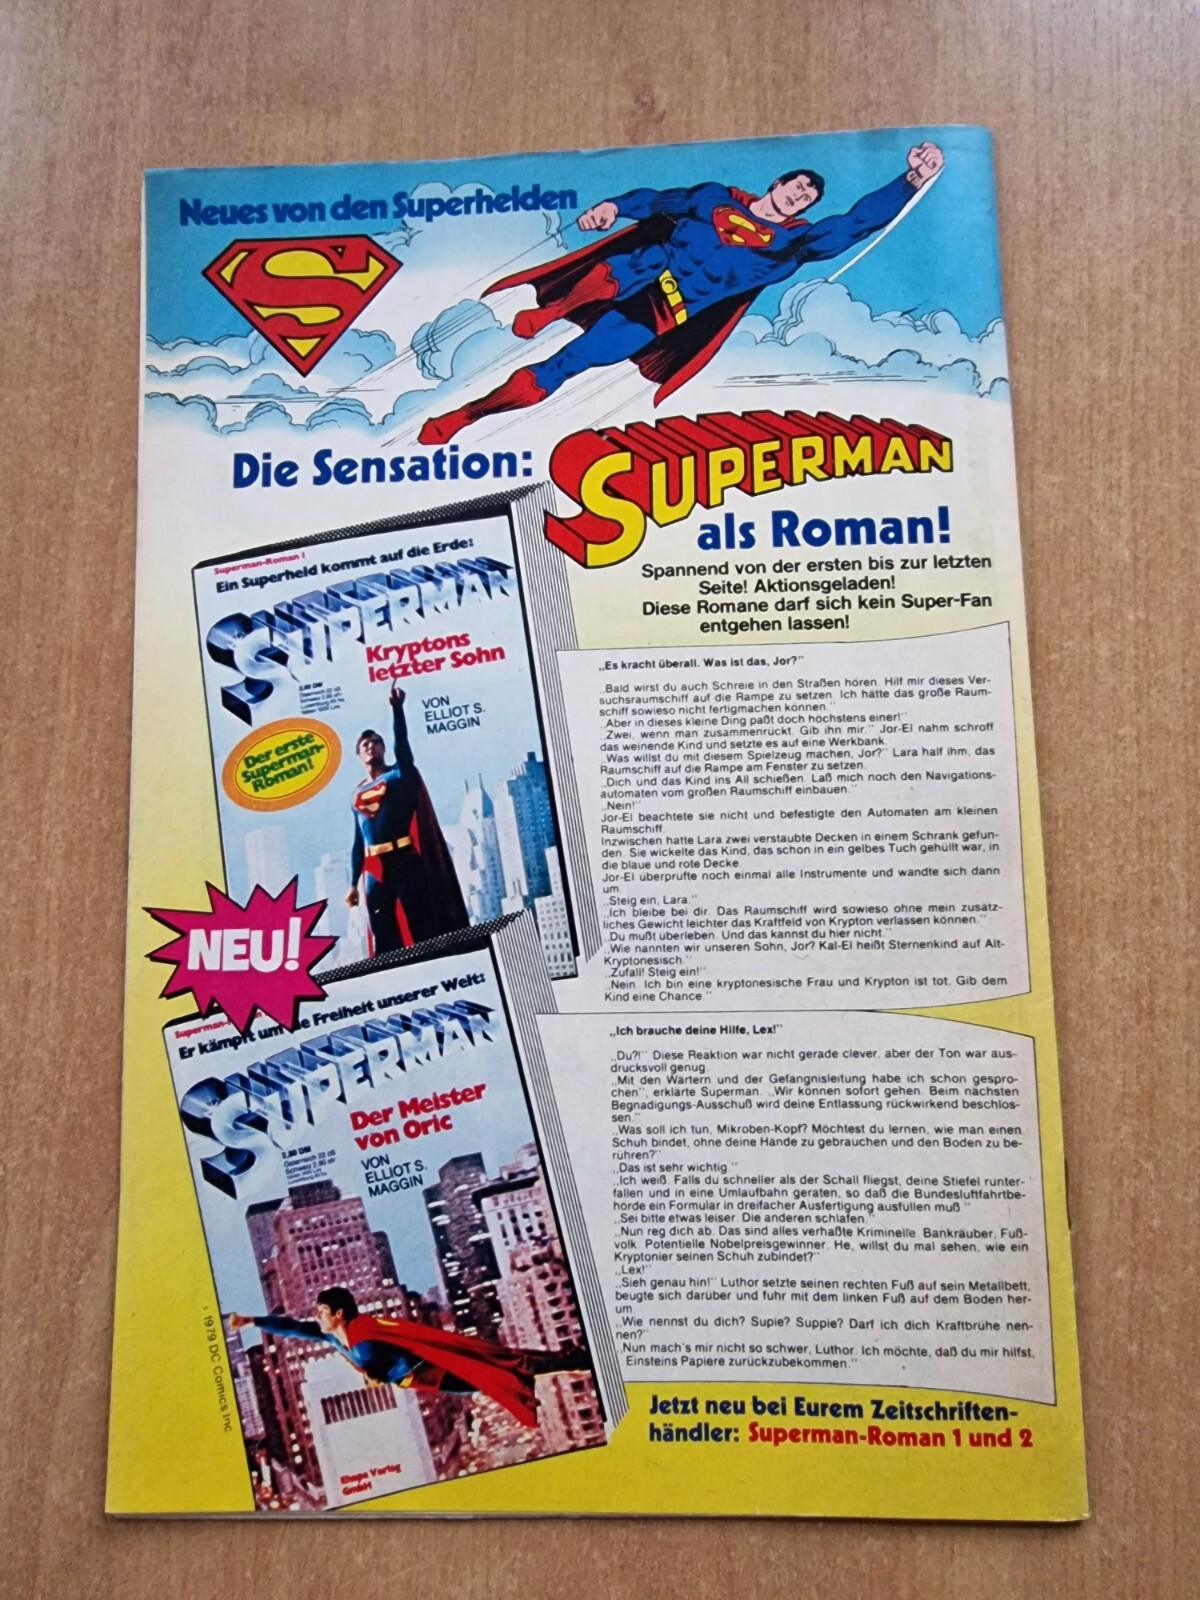 Neues von den Superhelden
Die Sensation:
SUPERMAN
als Roman!
Spannend von der ersten bis zur letzten
Seite! Aktionsgeladen!
Diese Romane darf sich kein Super-Fan
entgehen lassen!
Superman-Roman 1
Ein Superheld kommt auf die Erde:
SUPERMAN
Kryptons
letzter Sohn
VON
ELLIOT S.
MAGGIN
2,80 DM
Der erste
Superman-
Roman!
NEU!
„Es kracht überall. Was ist das, Jor?"
„Bald wirst du auch Schreie in den Straßen hören. Hilf mir dieses Ver-
suchsraumschiff auf die Rampe zu setzen. Ich hätte das große Raum-
schiff sowieso nicht fertigmachen können."
„Aber in dieses kleine Ding paßt doch höchstens einer!"
„Zwei, wenn man zusammenrückt. Gib ihn mir." Jor-El nahm schroff
das weinende Kind und setzte es auf eine Werkbank.
„Was willst du mit diesem Spielzeug machen, Jor?" Lara half ihm, das
Raumschiff auf die Rampe am Fenster zu setzen.
„Dich und das Kind ins All schießen. Laß mich noch den Navigations-
automaten vom großen Raumschiff einbauen."
„Nein!"
Jor-El beachtete sie nicht und befestigte den Automaten am kleinen
Raumschiff.
Inzwischen hatte Lara zwei verstaubte Decken in einem Schrank gefun-
den. Sie wickelte das Kind, das schon in ein gelbes Tuch gehüllt war, in
die blaue und rote Decke.
Jor-El überprüfte noch einmal alle Instrumente und wandte sich dann
um.
„Steig ein, Lara."
„Ich bleibe bei dir. Das Raumschiff wird sowieso ohne mein zusätz-
liches Gewicht leichter das Kraftfeld von Krypton verlassen können."
„Du mußt überleben. Und das kannst du hier nicht."
„Wie nannten wir unseren Sohn, Jor? Kal-El heißt Sternenkind auf Alt-
Kryptonesisch."
„Zufall! Steig ein!"
„Nein. Ich bin eine kryptonesische Frau und Krypton ist tot. Gib dem
Kind eine Chance."
Er kämpft um die Freiheit unserer Welt:
SUPERMAN
Der Meister
von Oric
2,80 DM
Österreich 22 öS
Schweiz 2.80 sfr
VON
ELLIOT S.
MAGGIN
Ehapa Verlag
GmbH
1979 DC Comics Inc
„Ich brauche deine Hilfe, Lex!"
„Du?!" Diese Reaktion war nicht gerade clever, aber der Ton war aus-
drucksvoll genug.
„Mit den Wärtern und der Gefängnisleitung habe ich schon gespro-
chen", erklärte Superman. „Wir können sofort gehen. Beim nächsten
Begnadigungs-Ausschuß wird deine Entlassung rückwirkend beschlos-
sen."
„Was soll ich tun, Mikroben-Kopf? Möchtest du lernen, wie man einen
Schuh bindet, ohne deine Hände zu gebrauchen und den Boden zu be-
rühren?"
„Das ist sehr wichtig."
„Ich weiß. Falls du schneller als der Schall fliegst, deine Stiefel runter-
fallen und in eine Umlaufbahn geraten, so daß die Bundesluftfahrtbe-
hörde ein Formular in dreifacher Ausfertigung ausfüllen muß."
„Sei bitte etwas leiser. Die anderen schlafen."
„Nun reg dich ab. Das sind alles verhaßte Kriminelle. Bankräuber, Fuß-
volk. Potentielle Nobelpreisgewinner. He, willst du mal sehen, wie ein
Kryptonier seinen Schuh zubindet?"
„Lex!"
„Sieh genau hin!" Luthor setzte seinen rechten Fuß auf sein Metallbett,
beugte sich darüber und fuhr mit dem linken Fuß auf dem Boden her-
um.
„Wie nennst du dich? Supie? Suppie? Darf ich dich Kraftbrühe nen-
nen?"
„Nun mach's mir nicht so schwer, Luthor. Ich möchte, daß du mir hilfst,
Einsteins Papiere zurückzubekommen."
Jetzt neu bei Eurem Zeitschriften-
händler: Superman-Roman 1 und 2